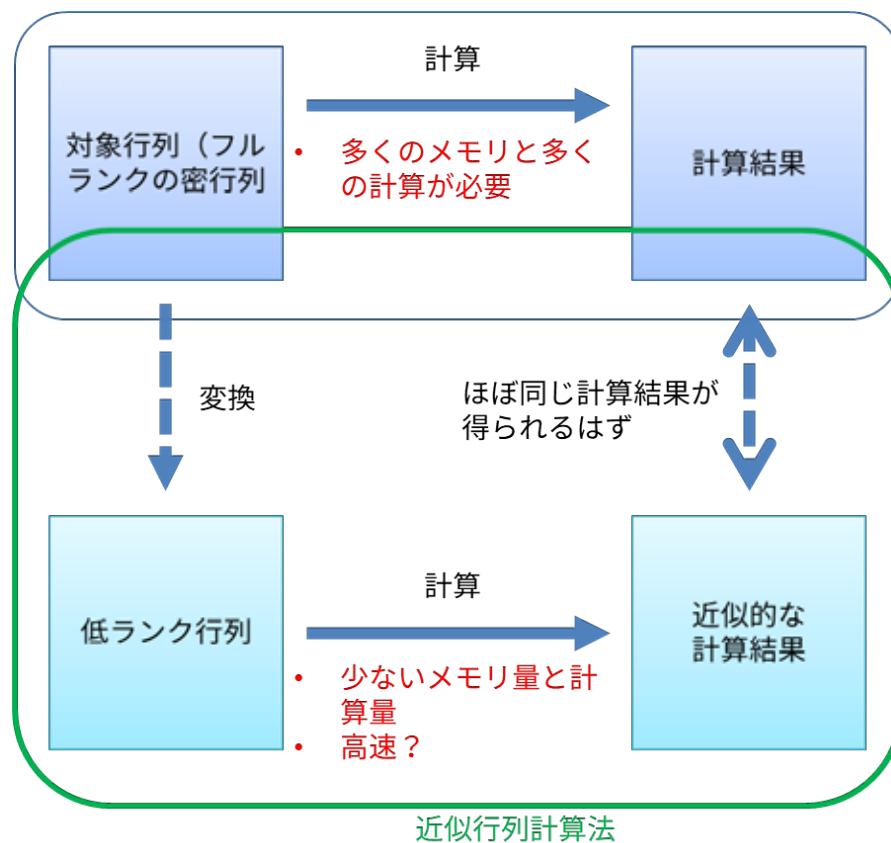 計算
対象行列（フル
ランクの密行列
• 多くのメモリと多く
の計算が必要
計算結果
変換
ほぼ同じ計算結果が
得られるはず
計算
低ランク行列
近似的な
計算結果
• 少ないメモリ量と計
算量
• 高速？
近似行列計算法